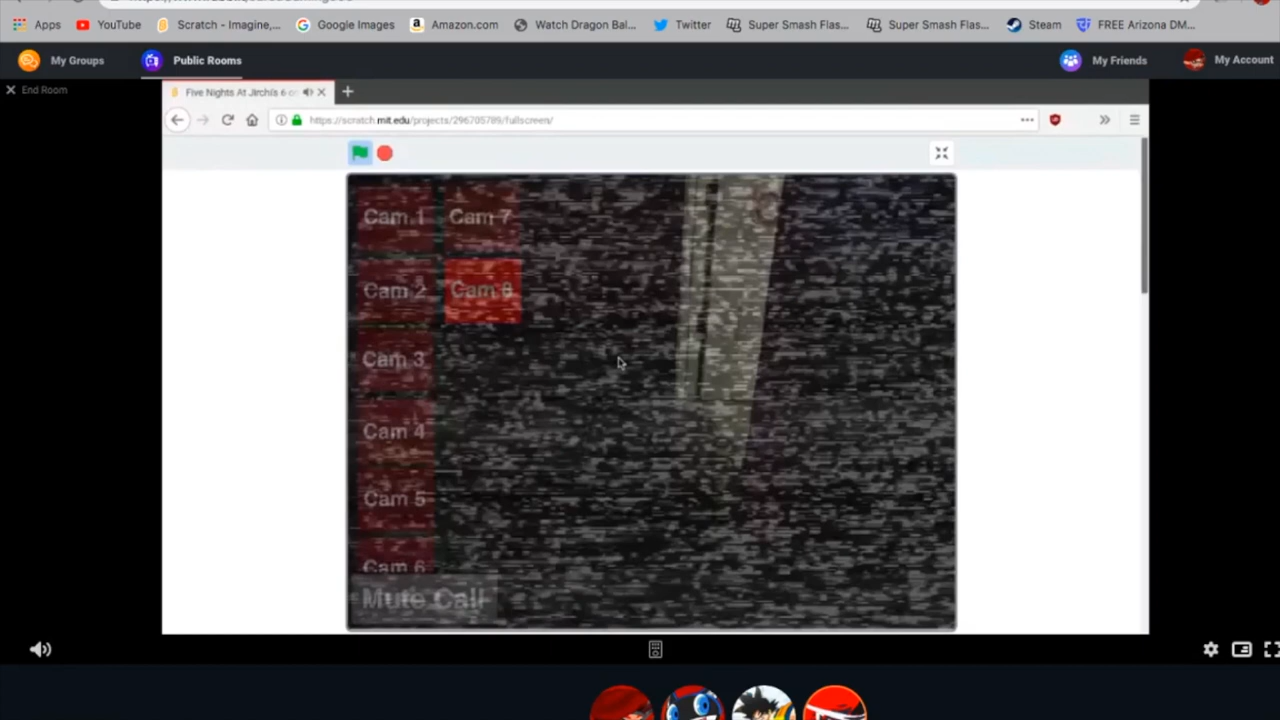 Apps YouTube Scratch - Imagine,... Google Images Amazon.com Watch Dragon Bal... Twitter Super Smash Flas... Super Smash Flas... Steam FREE Arizona DM...
My Groups Public Rooms My Friends My Account
End Room
Five Nights At Jirchi's 6 on
https://scratch.mit.edu/projects/296705789/fullscreen/
Cam 1 Cam 7
Cam 2 Cam 8
Cam 3
Cam 4
Cam 5
Cam 6
Mute Call